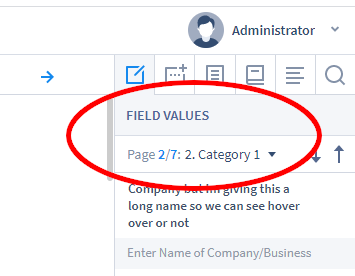 Administrator
FIELD VALUES
Page 2/7: 2. Category 1
Company but im giving this a
long name so we can see hover
over or not
Enter Name of Company/Business